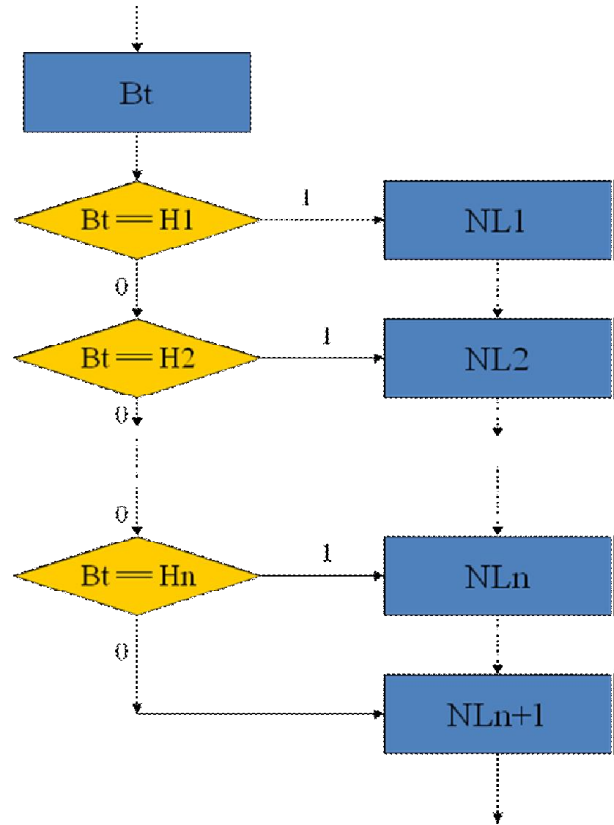 Bt
Bt == H1
1
NL1
0
Bt == H2
1
NL2
0
0
Bt == Hn
1
NLn
0
NLn+1